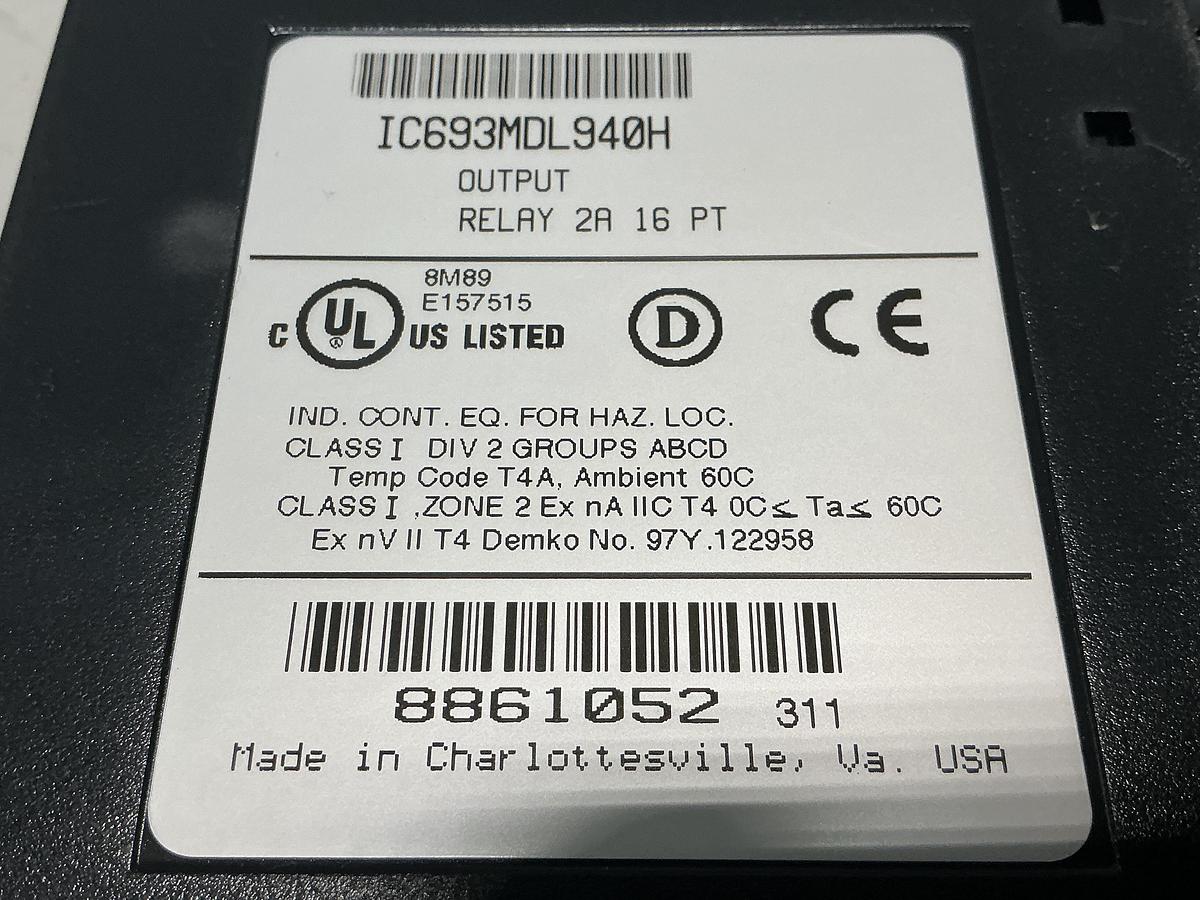 IC693MDL940H
OUTPUT
RELAY 2A 16 PT
8M89
E157515
C UL ® US LISTED
D
CE
IND. CONT. EQ. FOR HAZ. LOC.
CLASS I DIV 2 GROUPS ABCD
Temp Code T4A, Ambient 60C
CLASS I ,ZONE 2 Ex nA IIC T4 0C≤ Ta≤ 60C
Ex nV II T4 Demko No. 97Y.122958
8861052 311
Made in Charlottesville, Va. USA